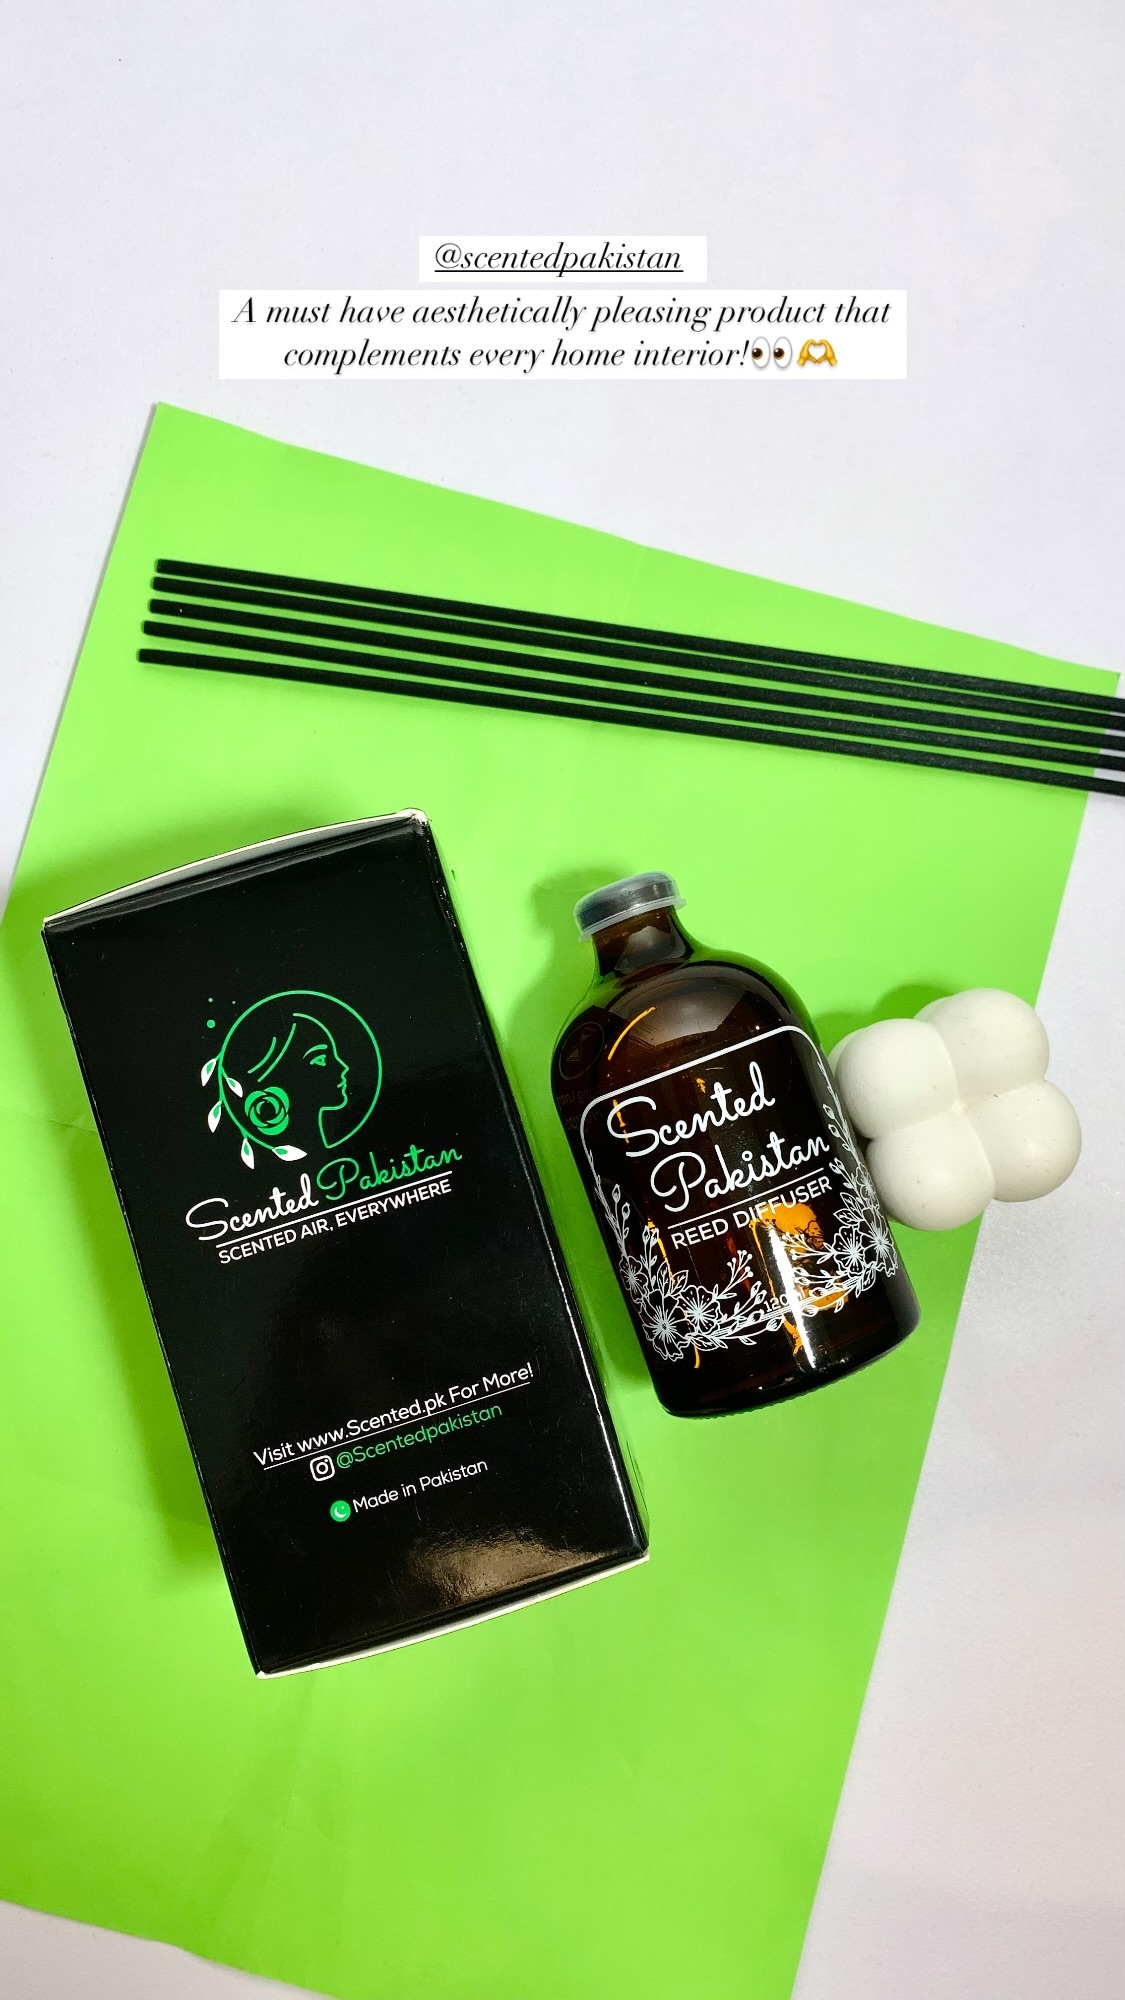 @scentedpakistan
A must have aesthetically pleasing product that
complements every home interior!👀🫶
Scented Pakistan
SCENTED AIR, EVERYWHERE
Visit www.Scented.pk For More!
@Scentedpakistan
Made in Pakistan
Scented
Pakistan
REED DIFFUSER